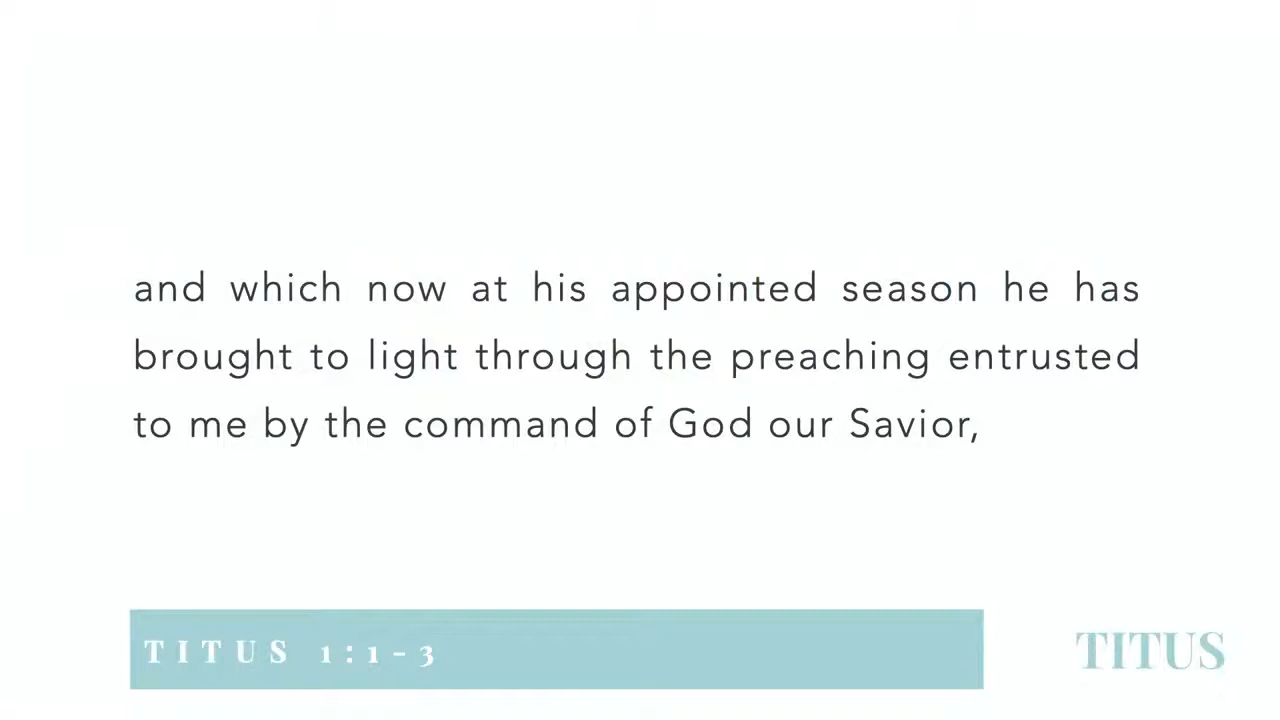 and which now at his appointed season he has
brought to light through the preaching entrusted
to me by the command of God our Savior,
TITUS 1:1-3
TITUS